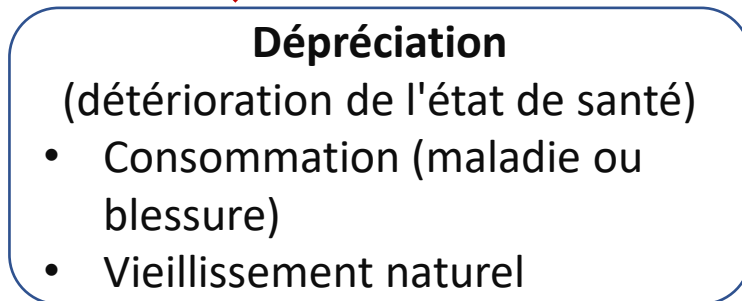 Dépréciation
(détérioration de l'état de santé)
• Consommation (maladie ou
blessure)
• Vieillissement naturel